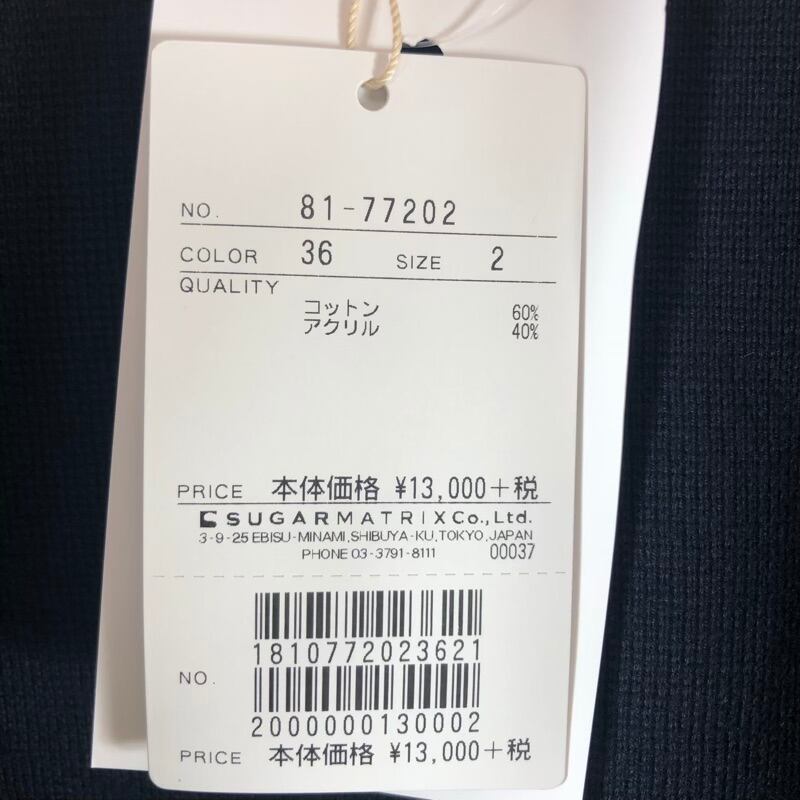 NO. 81-77202
COLOR 36 SIZE 2
QUALITY
コットン 60%
アクリル 40%
PRICE 本体価格 ¥13,000+税
SUGARMATRIX Co., Ltd.
3-9-25 EBISU-MINAMI, SHIBUYA-KU, TOKYO, JAPAN
PHONE 03-3791-8111 00037
1810772023621
NO.
2000000130002
PRICE 本体価格 ¥13,000+税